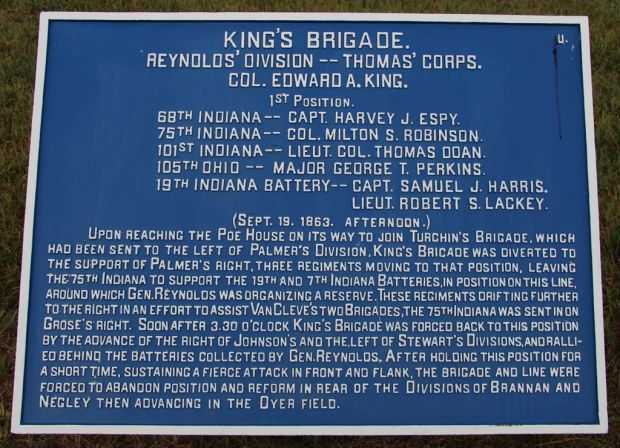 U.
KING'S BRIGADE.
REYNOLDS' DIVISION -- THOMAS' CORPS.
COL. EDWARD A. KING.
1ST POSITION.
68TH INDIANA -- CAPT. HARVEY J. ESPY.
75TH INDIANA -- COL. MILTON S. ROBINSON.
101ST INDIANA -- LIEUT. COL. THOMAS DOAN.
105TH OHIO -- MAJOR GEORGE T. PERKINS.
19TH INDIANA BATTERY -- CAPT. SAMUEL J. HARRIS.
LIEUT. ROBERT S. LACKEY.
(SEPT. 19. 1863. AFTERNOON.)
UPON REACHING THE POE HOUSE ON ITS WAY TO JOIN TURCHIN'S BRIGADE, WHICH
HAD BEEN SENT TO THE LEFT OF PALMER'S DIVISION, KING'S BRIGADE WAS DIVERTED TO
THE SUPPORT OF PALMER'S RIGHT, THREE REGIMENTS MOVING TO THAT POSITION, LEAVING
THE 75TH INDIANA TO SUPPORT THE 19TH AND 7TH INDIANA BATTERIES, IN POSITION ON THIS LINE,
AROUND WHICH GEN. REYNOLDS WAS ORGANIZING A RESERVE. THESE REGIMENTS DRIFTING FURTHER
TO THE RIGHT IN AN EFFORT TO ASSIST VAN CLEVE'S TWO BRIGADES, THE 75TH INDIANA WAS SENT IN ON
GROSE'S RIGHT. SOON AFTER 3.30 O'CLOCK KING'S BRIGADE WAS FORCED BACK TO THIS POSITION
BY THE ADVANCE OF THE RIGHT OF JOHNSON'S AND THE LEFT OF STEWART'S DIVISIONS, AND RALLI-
ED BEHIND THE BATTERIES COLLECTED BY GEN. REYNOLDS. AFTER HOLDING THIS POSITION FOR
A SHORT TIME, SUSTAINING A FIERCE ATTACK IN FRONT AND FLANK, THE BRIGADE AND LINE WERE
FORCED TO ABANDON POSITION AND REFORM IN REAR OF THE DIVISIONS OF BRANNAN AND
NEGLEY THEN ADVANCING IN THE DYER FIELD.